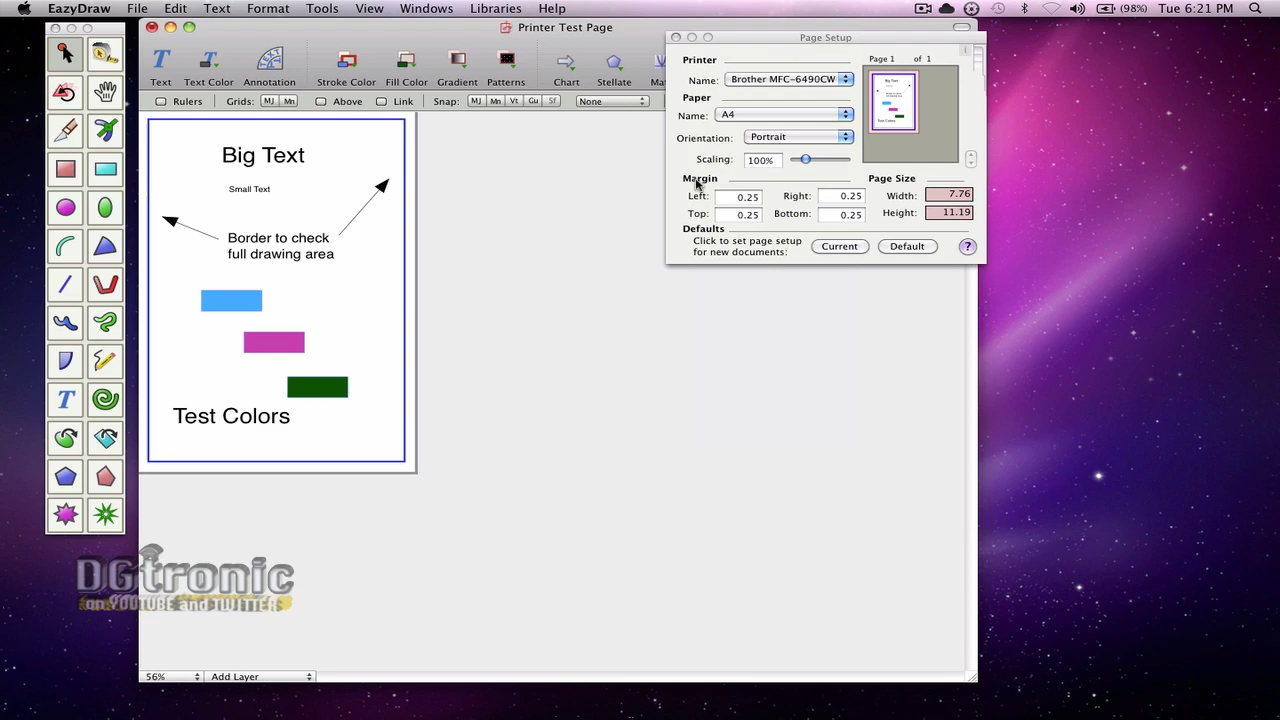 EazyDraw File Edit Text Format Tools View Windows Libraries Help (98%) Tue 6:21 PM
Printer Test Page
Page Setup
Text Text Color Annotation Stroke Color Fill Color Gradient Patterns Chart Stellate
Rulers Grids: MJ Mn Above Link Snap: MJ Mn Vt Gu Sf None
Printer
Page 1 of 1
Name: Brother MFC-6490CW
Paper
Name: A4
Orientation: Portrait
Scaling: 100%
Margin Page Size
Left: 0.25 Right: 0.25 Width: 7.76
Top: 0.25 Bottom: 0.25 Height: 11.19
Defaults
Click to set page setup
for new documents:
Current Default ?
Big Text
Small Text
Border to check
full drawing area
Test Colors
DGtronic
on YOUTUBE and TWITTER
56% Add Layer